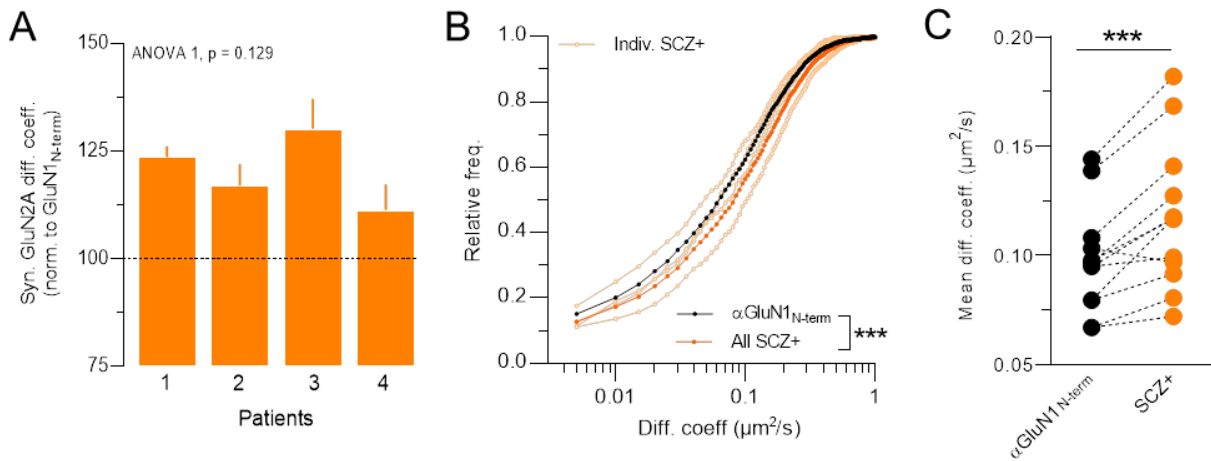 A
Syn. GluN2A diff. coeff.
(norm. to GluN1N-term)
150
125
100
75
ANOVA 1, p = 0.129
1 2 3 4
Patients
B
Relative freq.
1.0
0.8
0.6
0.4
0.2
0.0
Indiv. SCZ+
αGluN1N-term
All SCZ+
***
0.01 0.1 1
Diff. coeff (μm²/s)
C
Mean diff. coeff. (μm²/s)
0.20
0.15
0.10
0.05
***
αGluN1 N-term
SCZ+